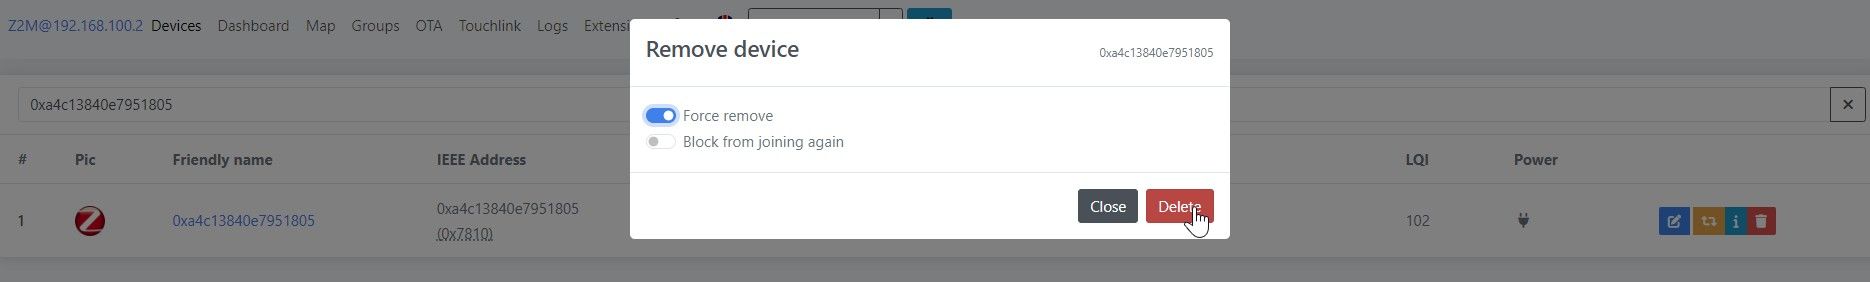 Z2M@192.168.100.2 Devices Dashboard Map Groups OTA Touchlink Logs Extensi
Remove device 0xa4c13840e7951805
0xa4c13840e7951805 ×
Force remove
Block from joining again
# Pic Friendly name IEEE Address LQI Power
Close Delete
1 Z 0xa4c13840e7951805 0xa4c13840e7951805 102 i
(0x7810)